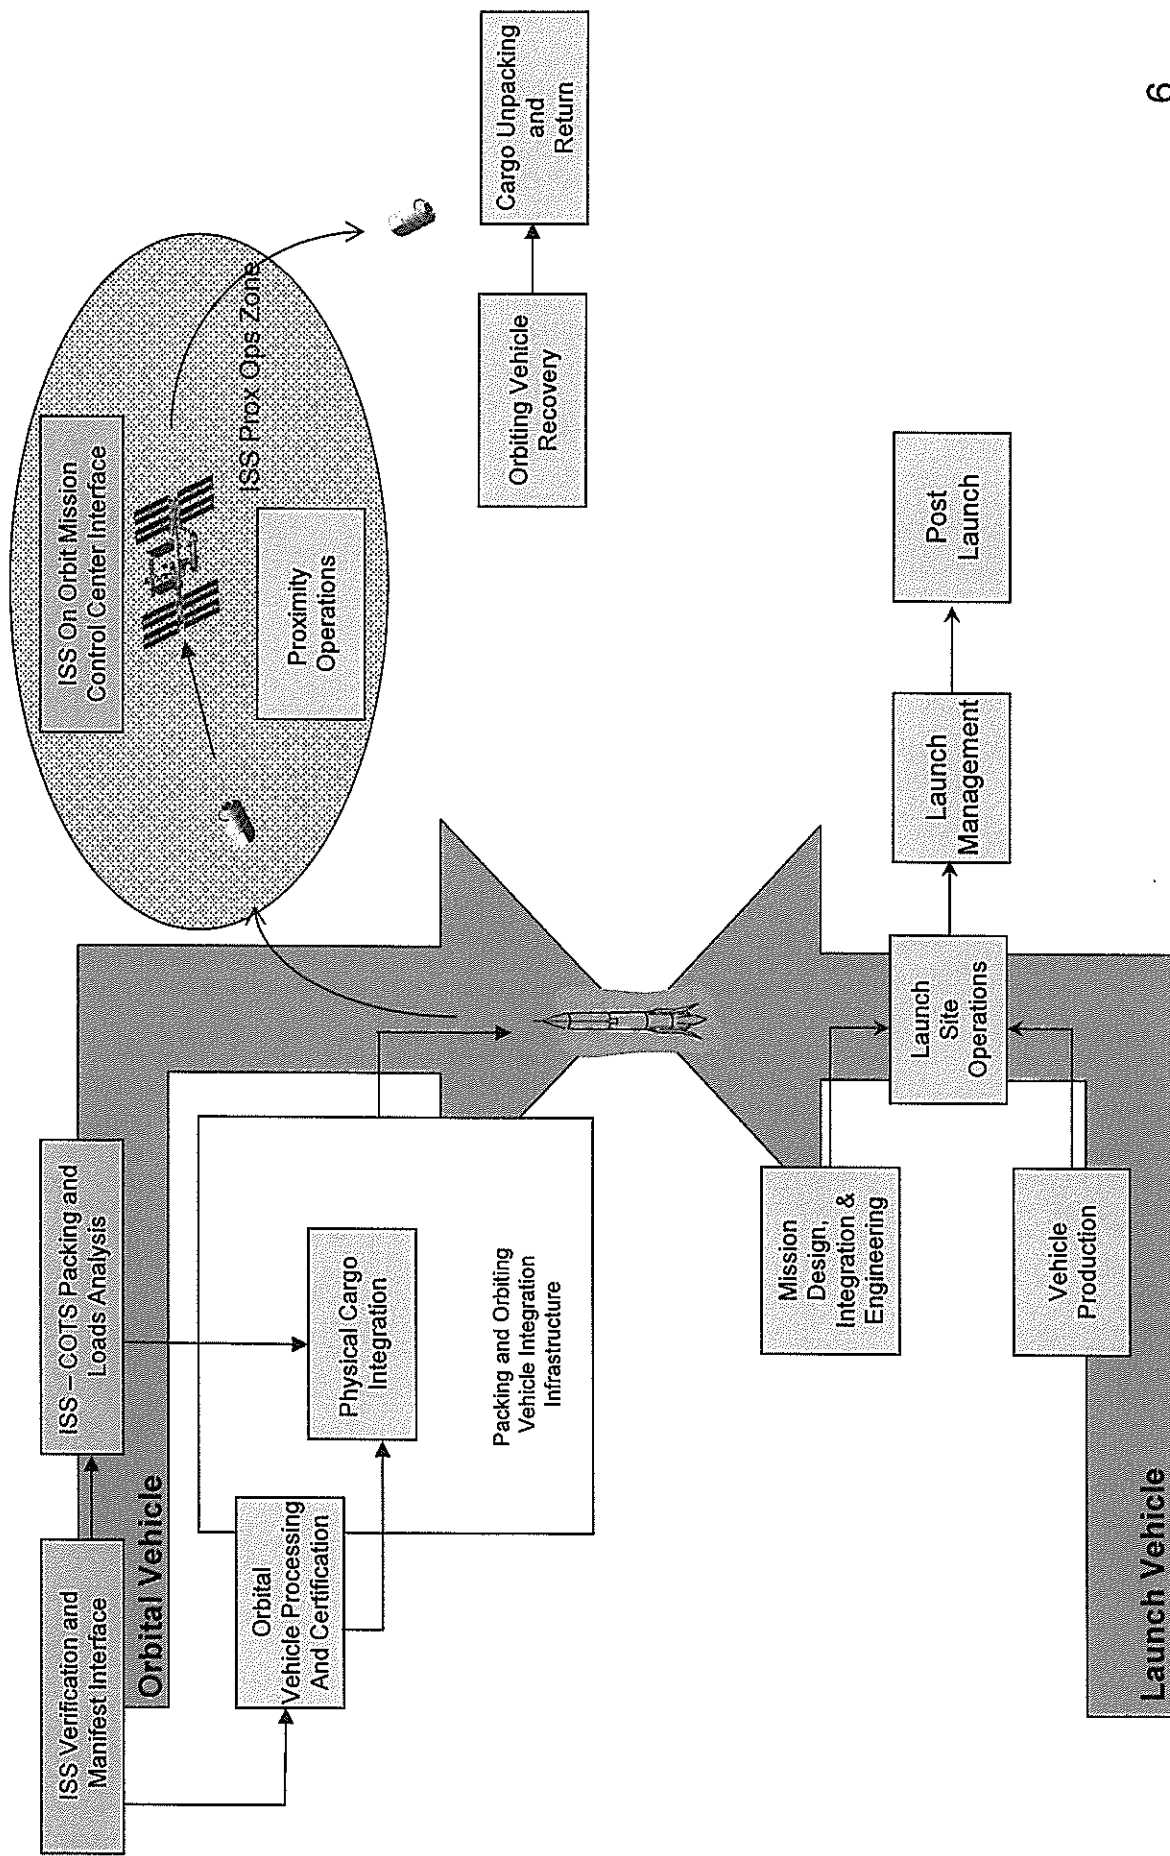 ISS Verification and
Manifest Interface
ISS – COTS Packing and
Loads Analysis
ISS On Orbit Mission
Control Center Interface
Orbital Vehicle
ISS Prox Ops Zone
Orbital
Vehicle Processing
And Certification
Physical Cargo
Integration
Proximity
Operations
Packing and Orbiting
Vehicle Integration
Infrastructure
Orbiting Vehicle
Recovery
Cargo Unpacking
and
Return
Mission
Design,
Integration &
Engineering
Launch
Site
Operations
Launch
Management
Post
Launch
Vehicle
Production
Launch Vehicle
6